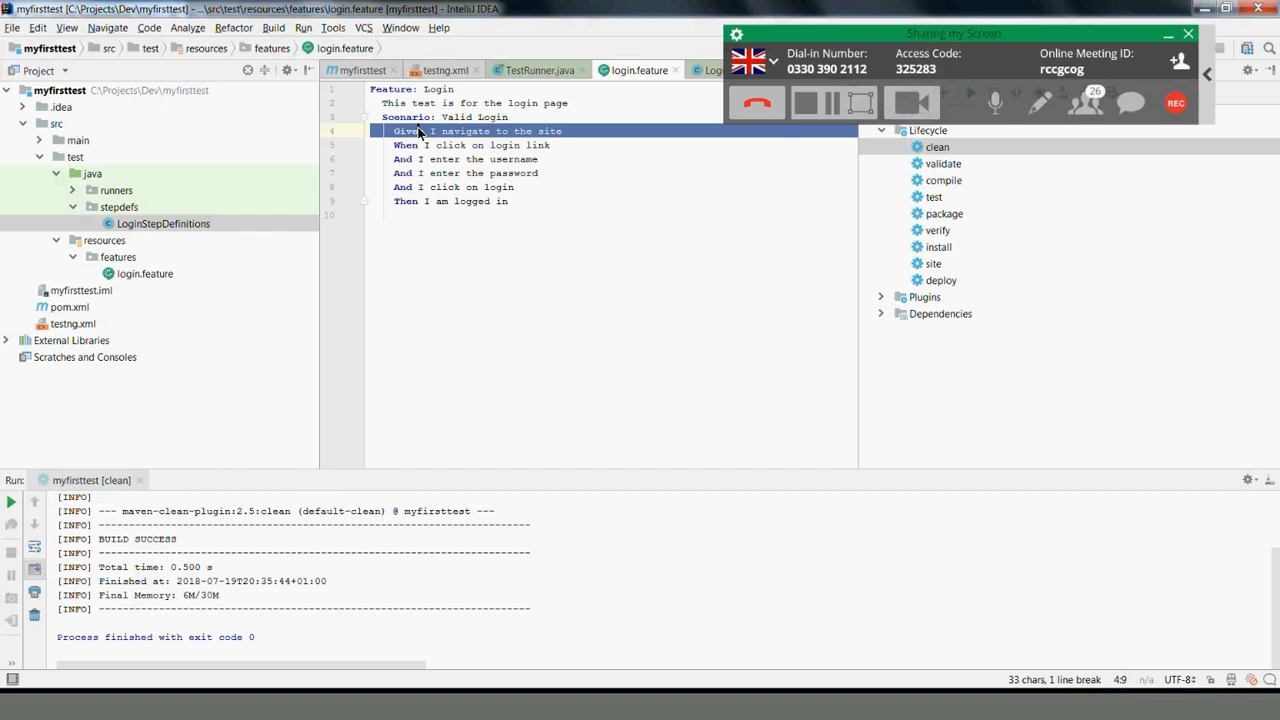 myfirsttest [C:\Projects\Dev\myfirsttest] - ...\src\test\resources\features\login.feature [myfirsttest] - IntelliJ IDEA
File Edit View Navigate Code Analyze Refactor Build Run Tools VCS Window Help
myfirsttest src test resources features login.feature
Sharing my Screen
Dial-in Number: Access Code: Online Meeting ID:
0330 390 2112 325283 rccgcog
26
REC
Project
myfirsttest testng.xml TestRunner.java login.feature Log
myfirsttest C:\Projects\Dev\myfirsttest
.idea
src
main
test
java
runners
stepdefs
LoginStepDefinitions
resources
features
login.feature
myfirsttest.iml
pom.xml
testng.xml
External Libraries
Scratches and Consoles
1 Feature: Login
2 This test is for the login page
3 Scenario: Valid Login
4 Given I navigate to the site
5 When I click on login link
6 And I enter the username
7 And I enter the password
8 And I click on login
9 Then I am logged in
10
Lifecycle
clean
validate
compile
test
package
verify
install
site
deploy
Plugins
Dependencies
Run: myfirsttest [clean]
[INFO]
[INFO] --- maven-clean-plugin:2.5:clean (default-clean) @ myfirsttest ---
[INFO] ------------------------------------------------------------------------
[INFO] BUILD SUCCESS
[INFO] ------------------------------------------------------------------------
[INFO] Total time: 0.500 s
[INFO] Finished at: 2018-07-19T20:35:44+01:00
[INFO] Final Memory: 6M/30M
[INFO] ------------------------------------------------------------------------
Process finished with exit code 0
33 chars, 1 line break 4:9 n/a UTF-8